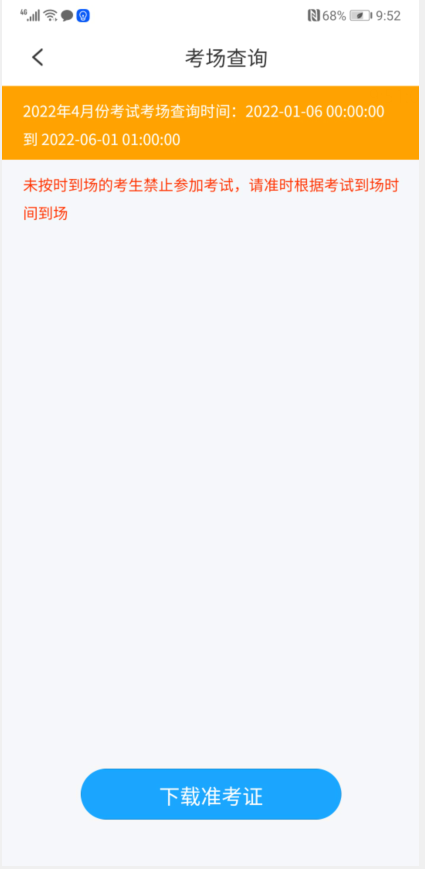 4G 68% 9:52
考场查询
2022年4月份考试考场查询时间：2022-01-06 00:00:00
到 2022-06-01 01:00:00
未按时到场的考生禁止参加考试，请准时根据考试到场时
间到场
下载准考证